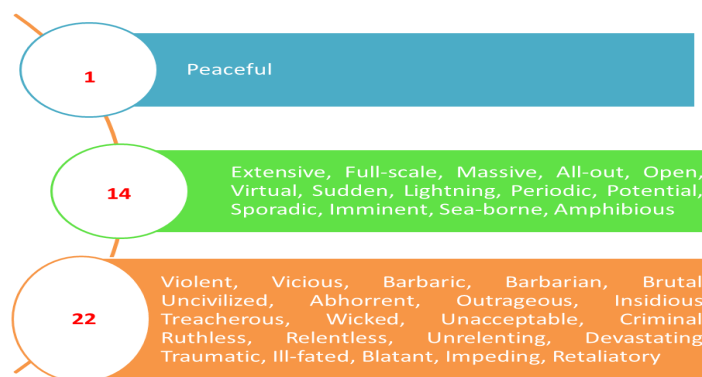 1
Peaceful
14
Extensive, Full-scale, Massive, All-out, Open,
Virtual, Sudden, Lightning, Periodic, Potential,
Sporadic, Imminent, Sea-borne, Amphibious
22
Violent, Vicious, Barbaric, Barbarian, Brutal
Uncivilized, Abhorrent, Outrageous, Insidious
Treacherous, Wicked, Unacceptable, Criminal
Ruthless, Relentless, Unrelenting, Devastating
Traumatic, Ill-fated, Blatant, Impeding, Retaliatory